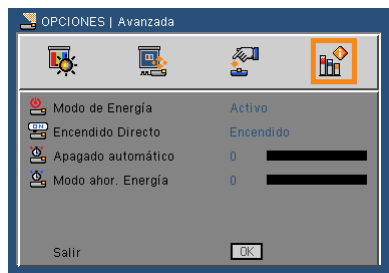 OPCIONES | Avanzada
Modo de Energía Activo
Encendido Directo Encendido
Apagado automático 0
Modo ahor. Energía 0
Salir OK